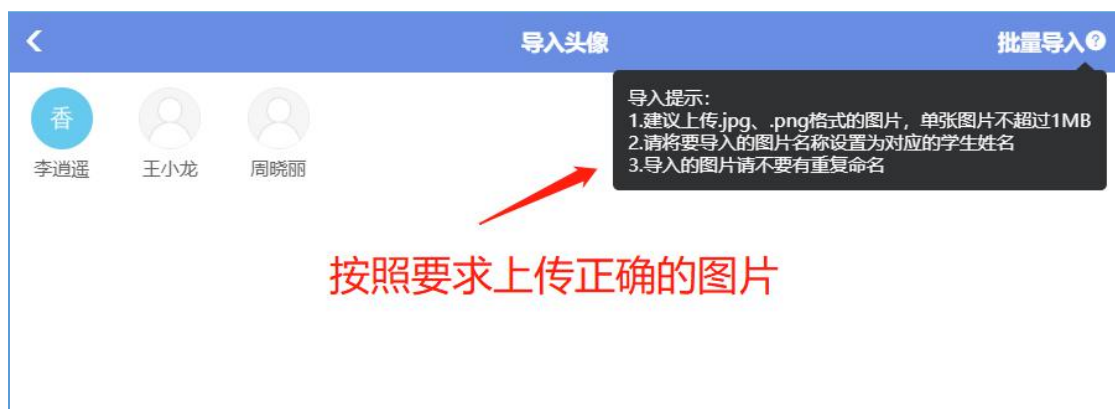 导入头像
批量导入?
导入提示:
1.建议上传.jpg、.png格式的图片，单张图片不超过1MB
2.请将要导入的图片名称设置为对应的学生姓名
3.导入的图片请不要有重复命名
香
李逍遥
王小龙
周晓丽
按照要求上传正确的图片